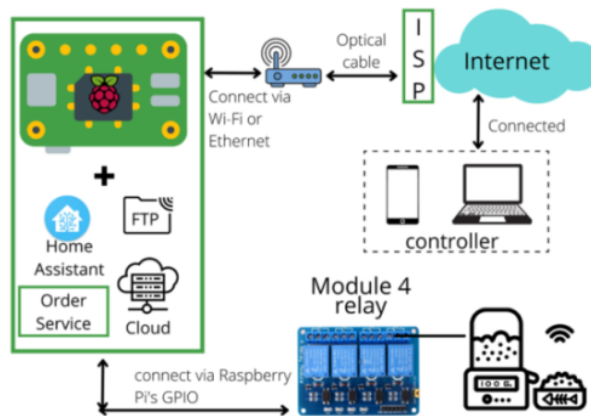 Optical
cable
I
S
P
Internet
Connect via
Wi-Fi or
Ethernet
Connected
controller
+
FTP
Home
Assistant
Order
Service
Cloud
Module 4
relay
connect via Raspberry
Pi's GPIO
100G